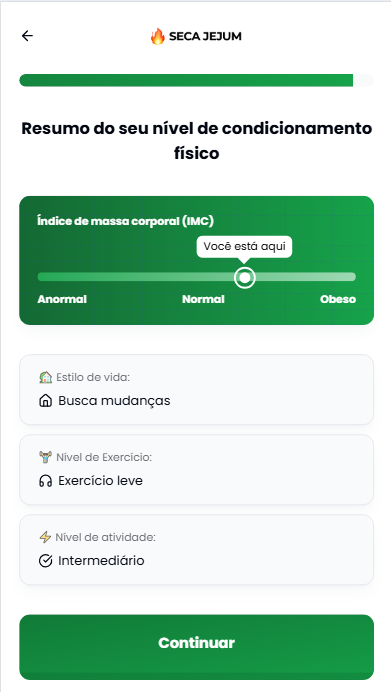 SECA JEJUM
Resumo do seu nível de condicionamento
físico
Índice de massa corporal (IMC)
Você está aqui
Anormal Normal Obeso
Estilo de vida:
Busca mudanças
Nível de Exercício:
Exercício leve
Nível de atividade:
Intermediário
Continuar